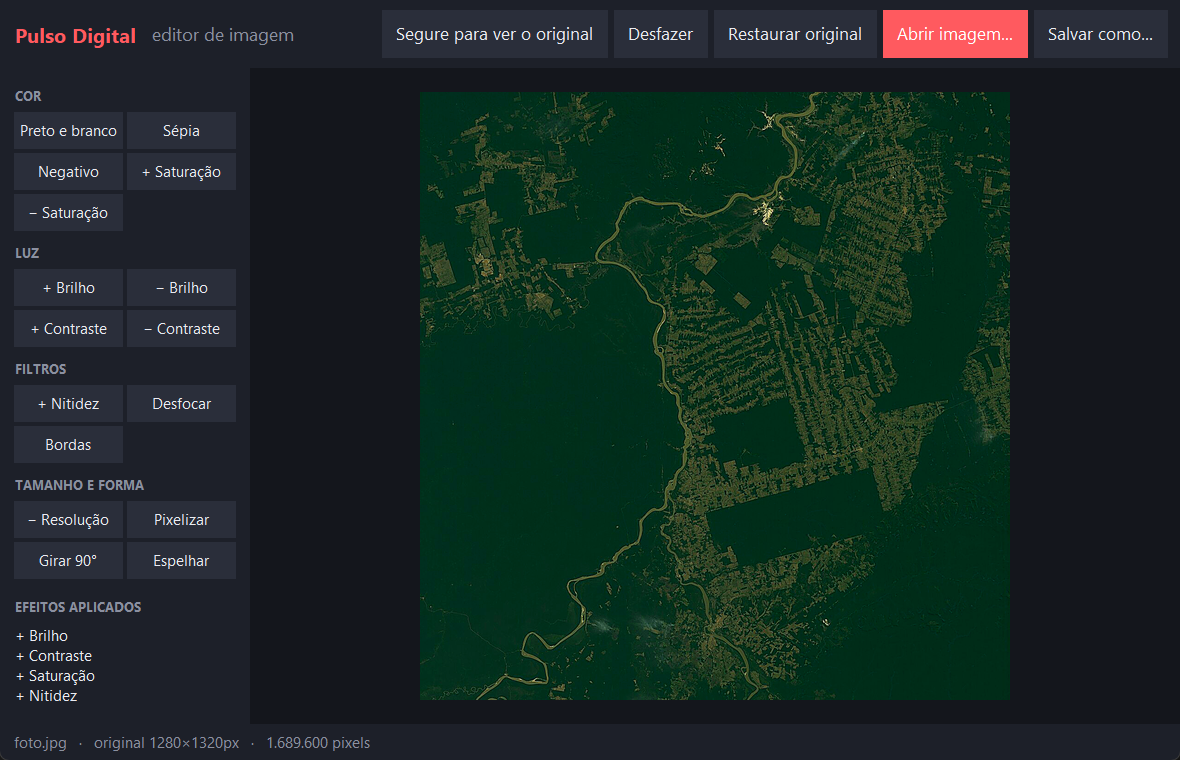 Pulso Digital editor de imagem
Segure para ver o original
Desfazer
Restaurar original
Abrir imagem...
Salvar como...
COR
Preto e branco
Sépia
Negativo
+ Saturação
− Saturação
LUZ
+ Brilho
− Brilho
+ Contraste
− Contraste
FILTROS
+ Nitidez
Desfocar
Bordas
TAMANHO E FORMA
− Resolução
Pixelizar
Girar 90°
Espelhar
EFEITOS APLICADOS
+ Brilho
+ Contraste
+ Saturação
+ Nitidez
foto.jpg · original 1280×1320px · 1.689.600 pixels